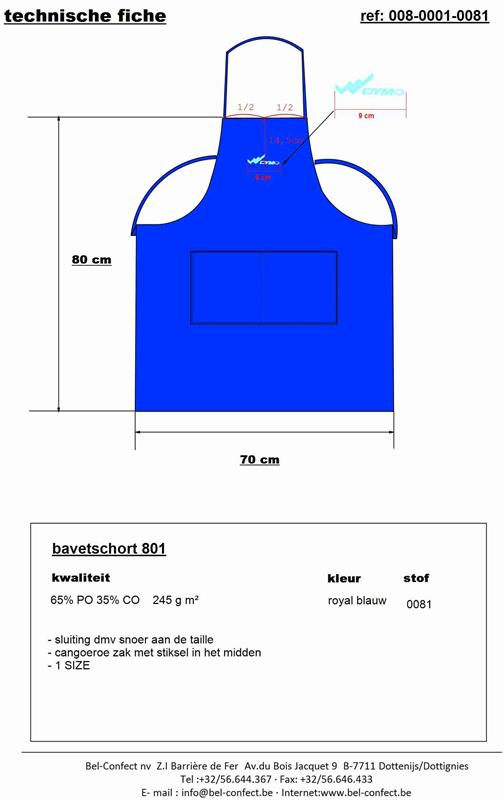 technische fiche
ref: 008-0001-0081
DYMO
9 cm
1/2 1/2
14,5cm
DYMO
9 cm
80 cm
70 cm
bavetschort 801
kwaliteit kleur stof
65% PO 35% CO 245 g m² royal blauw 0081
- sluiting dmv snoer aan de taille
- cangoeroe zak met stiksel in het midden
- 1 SIZE
Bel-Confect nv Z.I Barrière de Fer Av.du Bois Jacquet 9 B-7711 Dottenijs/Dottignies
Tel :+32/56.644.367 · Fax: +32/56.646.433
E- mail : info@bel-confect.be · Internet:www.bel-confect.be